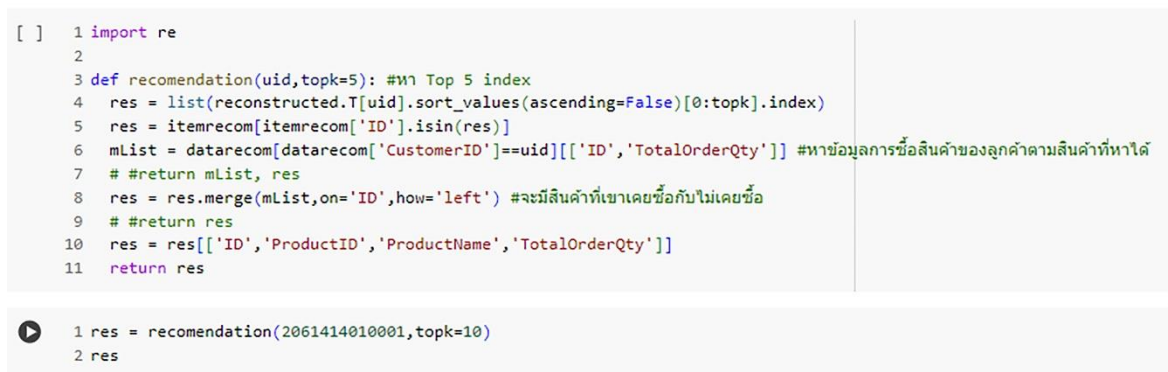 [ ] 1 import re
2
3 def recomendation(uid,topk=5): #หา Top 5 index
4 res = list(reconstructed.T[uid].sort_values(ascending=False)[0:topk].index)
5 res = itemrecom[itemrecom['ID'].isin(res)]
6 mList = datarecom[datarecom['CustomerID']==uid][['ID','TotalOrderQty']] #หาข้อมูลการซื้อสินค้าของลูกค้าตามสินค้าที่หาได้
7 # #return mList, res
8 res = res.merge(mList,on='ID',how='left') #จะมีสินค้าที่เขาเคยซื้อกับไม่เคยซื้อ
9 # #return res
10 res = res[['ID','ProductID','ProductName','TotalOrderQty']]
11 return res
1 res = recomendation(2061414010001,topk=10)
2 res